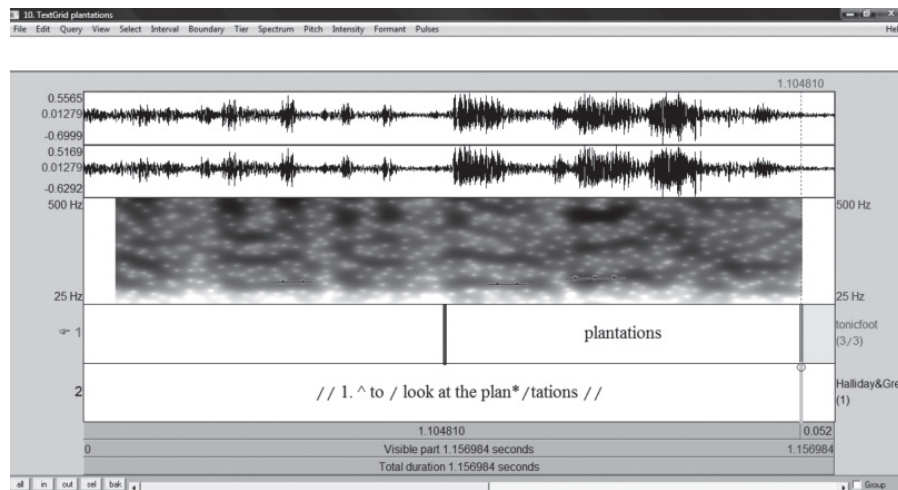 10. TextGrid plantations
File Edit Query View Select Interval Boundary Tier Spectrum Pitch Intensity Formant Pulses Hel
1.104810
0.5565
0.01279
-0.6999
0.5169
0.01279
-0.6292
500 Hz 500 Hz
25 Hz 25 Hz
1 plantations tonicfoot
(3/3)
2 // 1. ^ to / look at the plan*/tations // Halliday&Gre
(1)
1.104810 0.052
0 Visible part 1.156984 seconds 1.156984
Total duration 1.156984 seconds
all in out sel bak Group